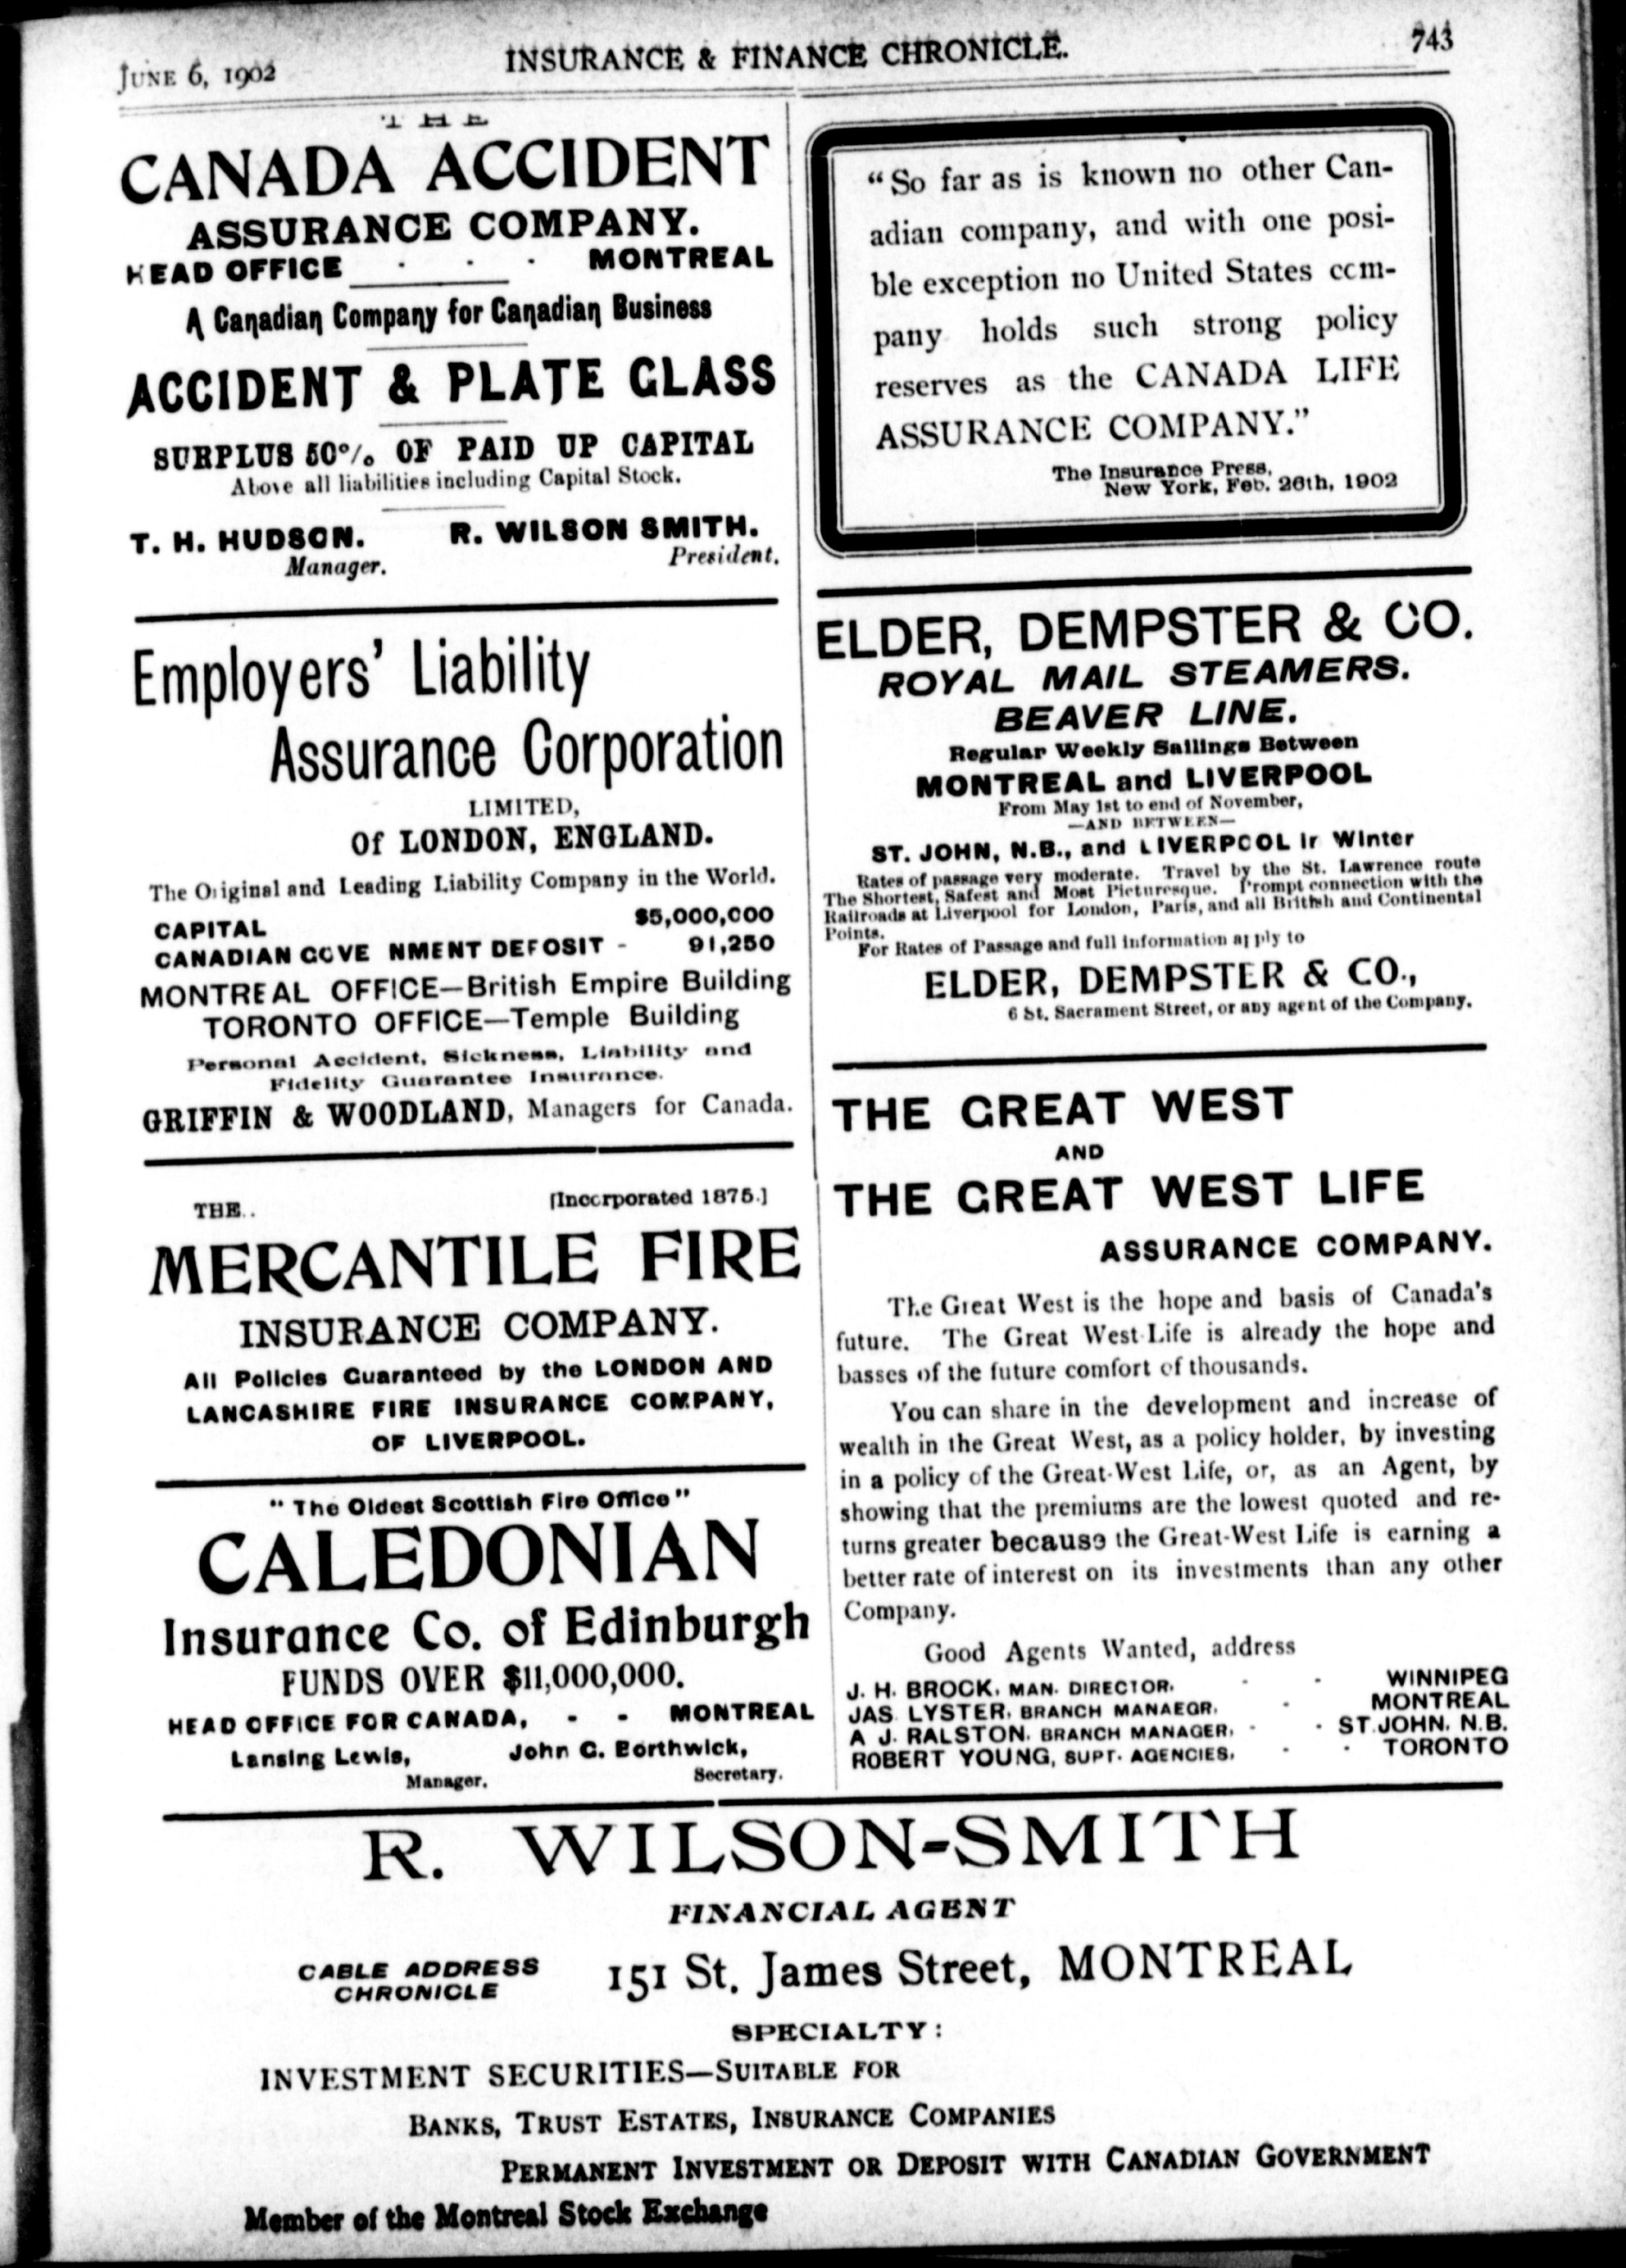 JUNE 6, 1902
INSURANCE & FINANCE CHRONICLE.
743
THE
CANADA ACCIDENT
ASSURANCE COMPANY.
HEAD OFFICE - - - MONTREAL
A Canadian Company for Canadian Business
ACCIDENT & PLATE GLASS
SURPLUS 50% OF PAID UP CAPITAL
Above all liabilities including Capital Stock.
T. H. HUDSON. R. WILSON SMITH.
Manager. President.
Employers' Liability
Assurance Corporation
LIMITED,
Of LONDON, ENGLAND.
The Original and Leading Liability Company in the World.
CAPITAL $5,000,000
CANADIAN GOVE NMENT DEFOSIT - 91,250
MONTREAL OFFICE—British Empire Building
TORONTO OFFICE—Temple Building
Personal Accident, Sickness, Liability and
Fidelity Guarantee Insurance.
GRIFFIN & WOODLAND, Managers for Canada.
THE.. [Incorporated 1875.]
MERCANTILE FIRE
INSURANCE COMPANY.
All Policies Guaranteed by the LONDON AND
LANCASHIRE FIRE INSURANCE COMPANY,
OF LIVERPOOL.
"The Oldest Scottish Fire Office"
CALEDONIAN
Insurance Co. of Edinburgh
FUNDS OVER $11,000,000.
HEAD OFFICE FOR CANADA, - - MONTREAL
Lansing Lewis, John G. Borthwick,
Manager. Secretary.
"So far as is known no other Can-
adian company, and with one posi-
ble exception no United States com-
pany holds such strong policy
reserves as the CANADA LIFE
ASSURANCE COMPANY."
The Insurance Press,
New York, Feb. 26th, 1902
ELDER, DEMPSTER & CO.
ROYAL MAIL STEAMERS.
BEAVER LINE.
Regular Weekly Sailings Between
MONTREAL and LIVERPOOL
From May 1st to end of November,
—AND BETWEEN—
ST. JOHN, N.B., and LIVERPOOL in Winter
Rates of passage very moderate. Travel by the St. Lawrence route
The Shortest, Safest and Most Picturesque. Prompt connection with the
Railroads at Liverpool for London, Paris, and all British and Continental
Points.
For Rates of Passage and full information apply to
ELDER, DEMPSTER & CO.,
6 St. Sacrament Street, or any agent of the Company.
THE GREAT WEST
AND
THE GREAT WEST LIFE
ASSURANCE COMPANY.
The Great West is the hope and basis of Canada's
future. The Great West Life is already the hope and
basses of the future comfort of thousands.
You can share in the development and increase of
wealth in the Great West, as a policy holder, by investing
in a policy of the Great-West Life, or, as an Agent, by
showing that the premiums are the lowest quoted and re-
turns greater because the Great-West Life is earning a
better rate of interest on its investments than any other
Company.
Good Agents Wanted, address
J. H. BROCK, MAN. DIRECTOR. - - WINNIPEG
JAS. LYSTER, BRANCH MANAEGR, - MONTREAL
A J. RALSTON, BRANCH MANAGER, - - ST. JOHN, N.B.
ROBERT YOUNG, SUPT. AGENCIES, - - TORONTO
R. WILSON-SMITH
FINANCIAL AGENT
CABLE ADDRESS
CHRONICLE
151 St. James Street, MONTREAL
SPECIALTY:
INVESTMENT SECURITIES—SUITABLE FOR
BANKS, TRUST ESTATES, INSURANCE COMPANIES
PERMANENT INVESTMENT OR DEPOSIT WITH CANADIAN GOVERNMENT
Member of the Montreal Stock Exchange